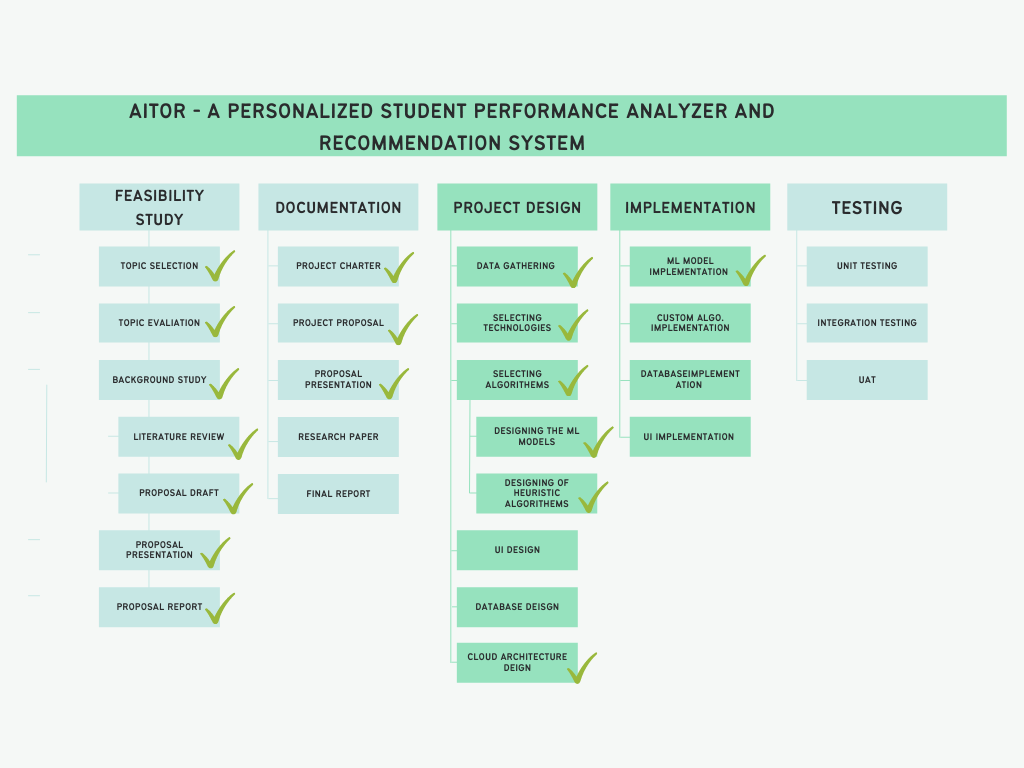 AITOR - A PERSONALIZED STUDENT PERFORMANCE ANALYZER AND
RECOMMENDATION SYSTEM
FEASIBILITY
STUDY
TOPIC SELECTION
TOPIC EVALIATION
BACKGROUND STUDY
LITERATURE REVIEW
PROPOSAL DRAFT
PROPOSAL
PRESENTATION
PROPOSAL REPORT
DOCUMENTATION
PROJECT CHARTER
PROJECT PROPOSAL
PROPOSAL
PRESENTATION
RESEARCH PAPER
FINAL REPORT
PROJECT DESIGN
DATA GATHERING
SELECTING
TECHNOLOGIES
SELECTING
ALGORITHEMS
DESIGNING THE ML
MODELS
DESIGNING OF
HEURISTIC
ALGORITHEMS
UI DESIGN
DATABASE DEISGN
CLOUD ARCHITECTURE
DEIGN
IMPLEMENTATION
ML MODEL
IMPLEMENTATION
CUSTOM ALGO.
IMPLEMENTATION
DATABASEIMPLEMENT
ATION
UI IMPLEMENTATION
TESTING
UNIT TESTING
INTEGRATION TESTING
UAT